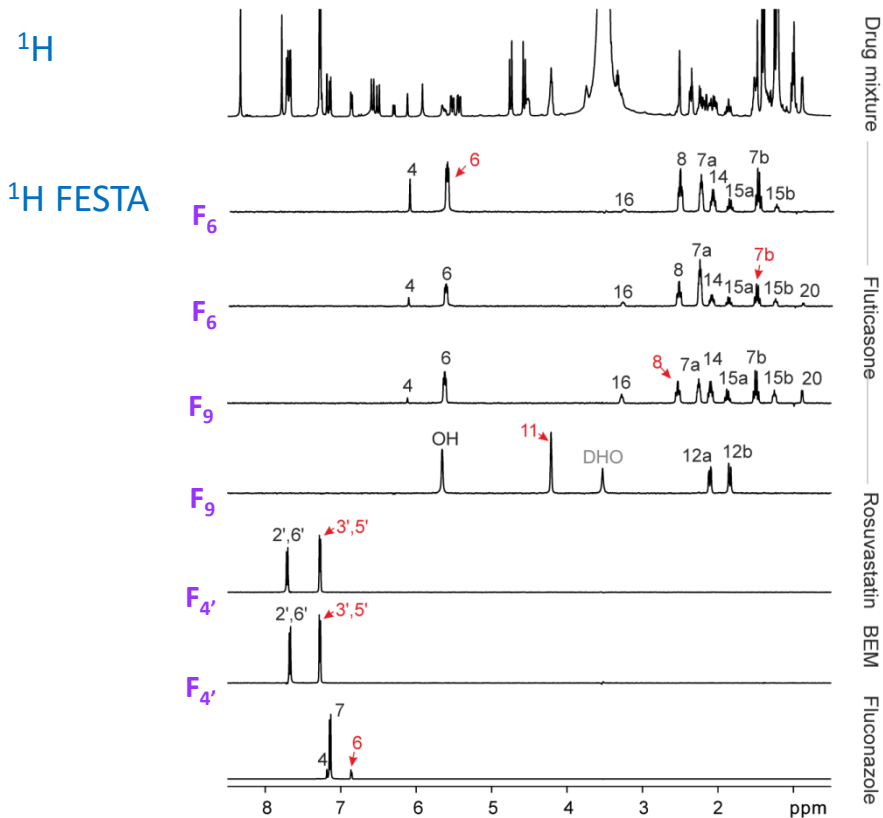 ¹H
Drug mixture
¹H FESTA
F₆
4
6
16
8
7a
14
15a
7b
15b
F₆
4
6
16
8
7a
14
15a
7b
15b
20
Fluticasone
F₉
4
6
16
8
7a
14
15a
7b
15b
20
F₉
OH
11
DHO
12a
12b
F₄'
2',6'
3',5'
Rosuvastatin
F₄'
2',6'
3',5'
BEM
4
7
6
Fluconazole
8 7 6 5 4 3 2 ppm